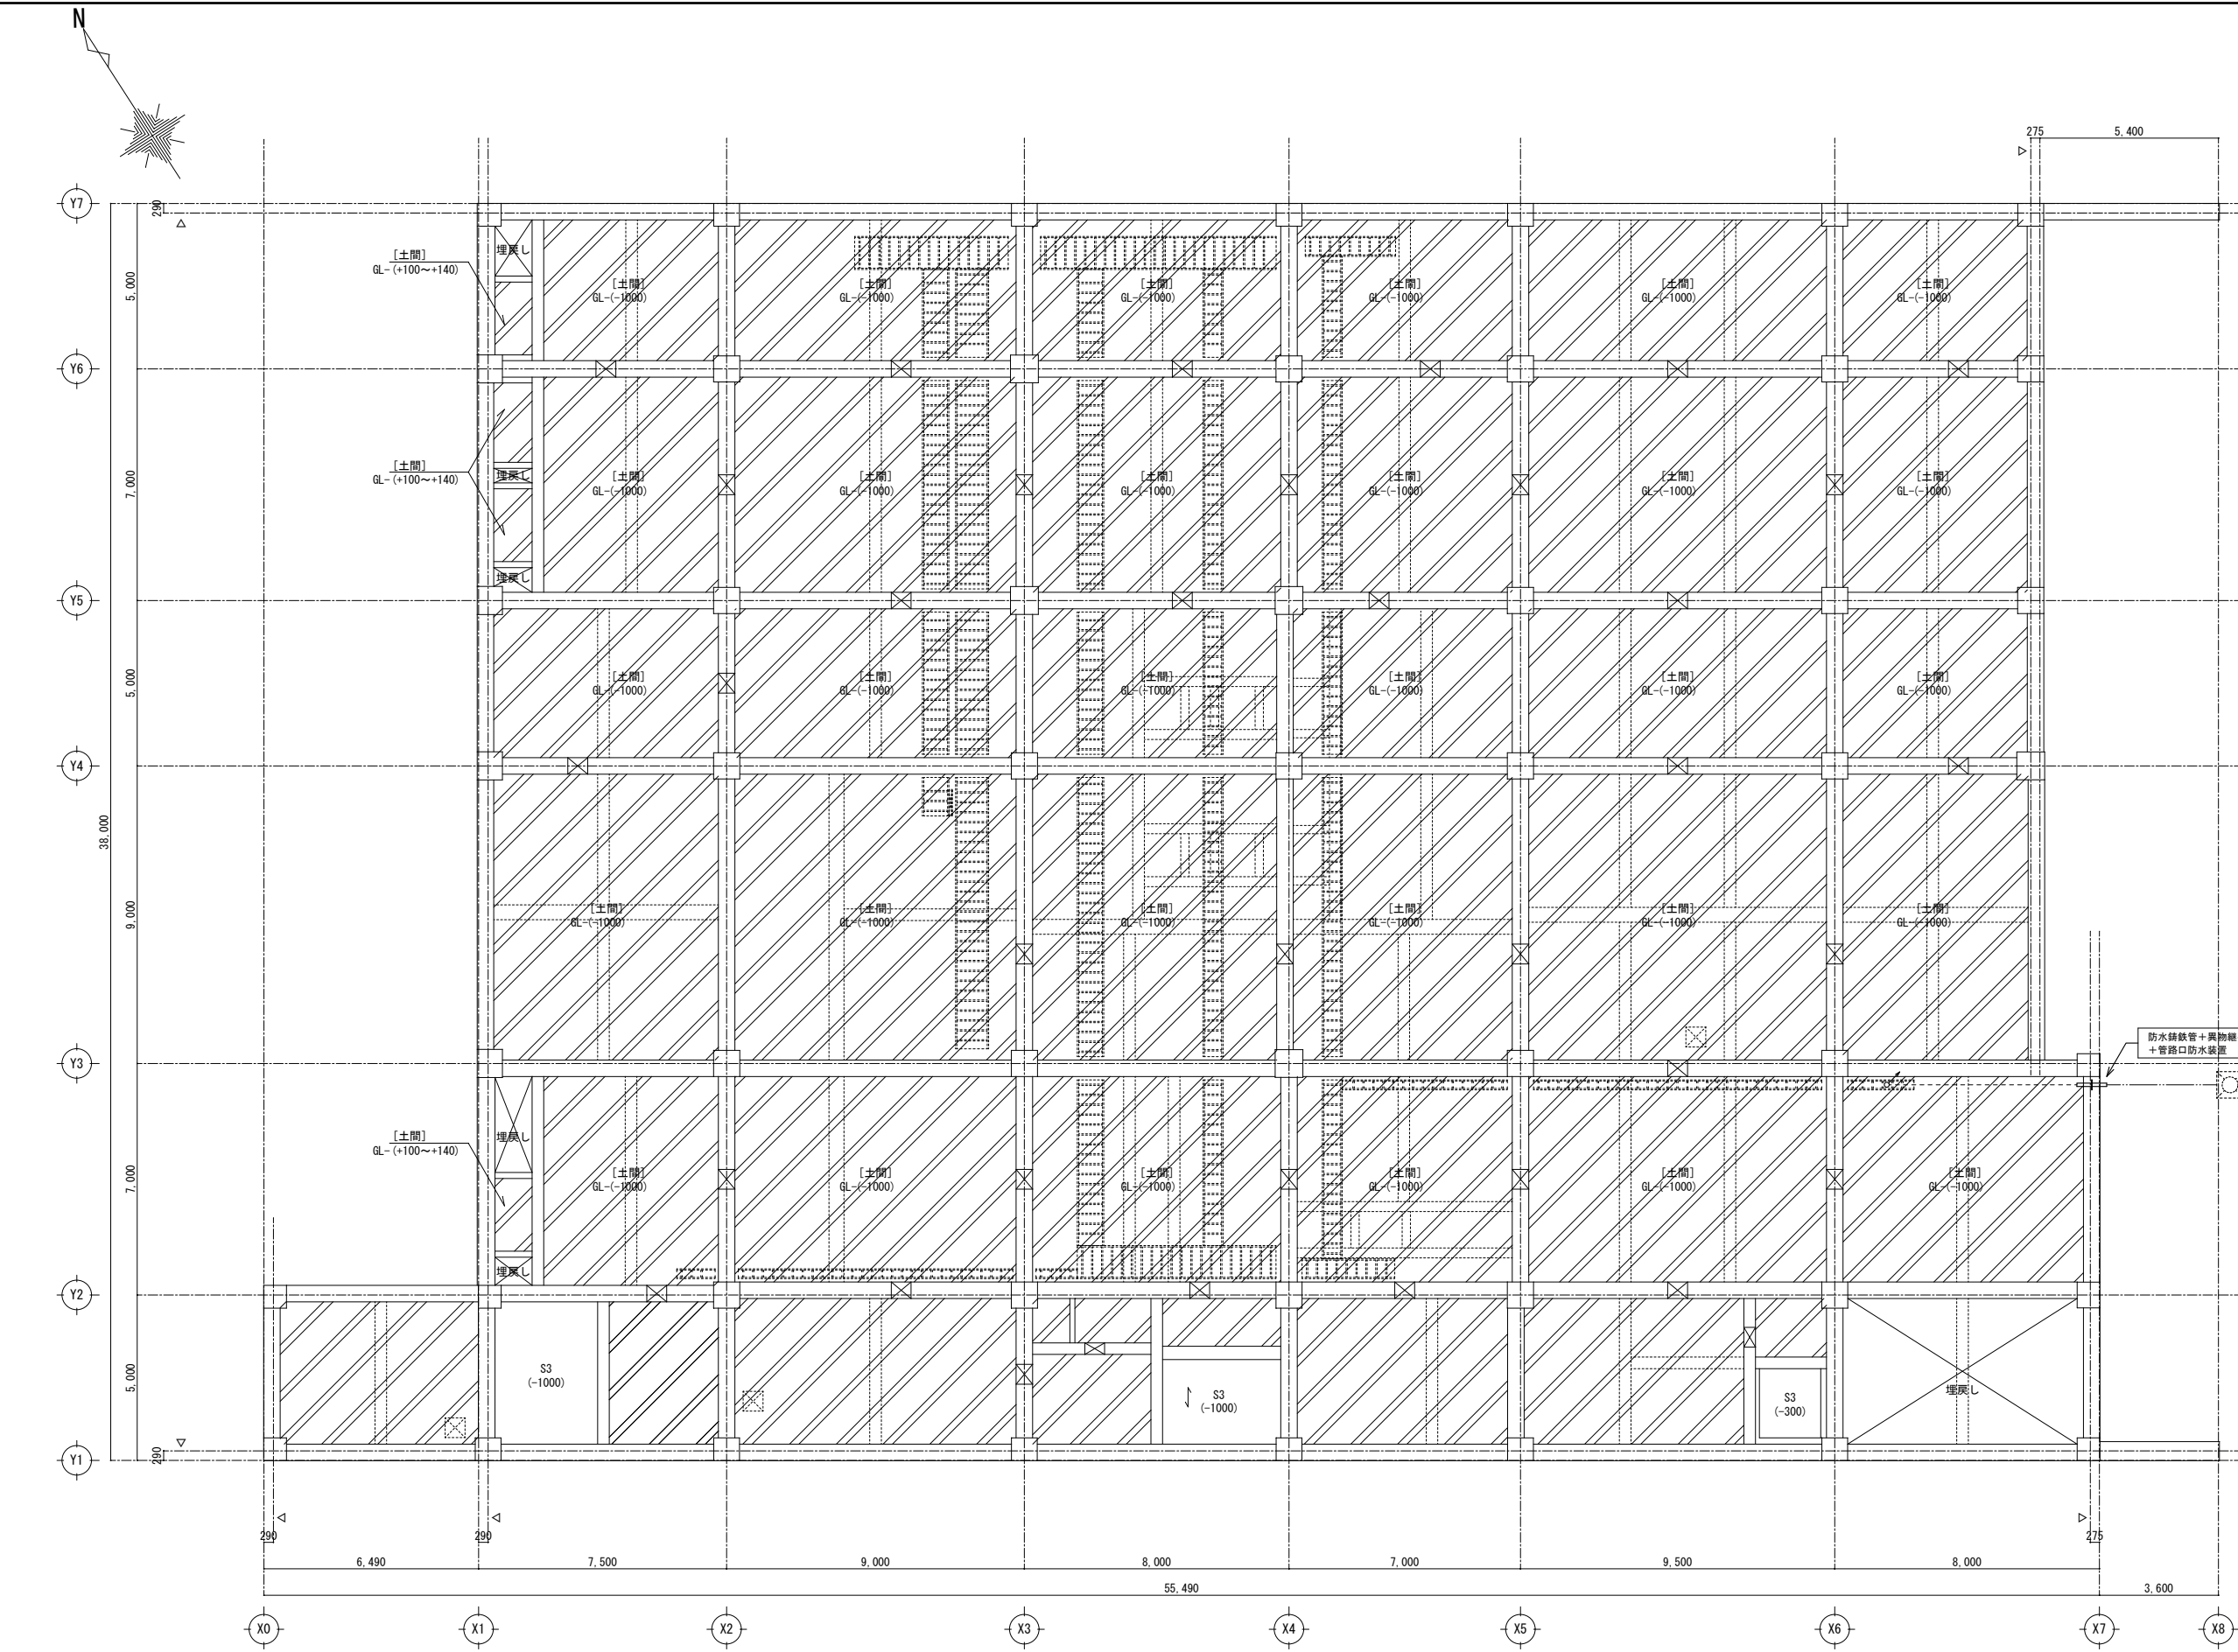 N
275
5,400
Y7
290
[土間]
GL-(+100～+140)
埋戻し
5,000
[土間]
GL-(-1000)
[土間]
GL-(-1000)
[土間]
GL-(-1000)
[土間]
GL-(-1000)
[土間]
GL-(-1000)
[土間]
GL-(-1000)
Y6
[土間]
GL-(+100～+140)
埋戻し
7,000
[土間]
GL-(-1000)
[土間]
GL-(-1000)
[土間]
GL-(-1000)
[土間]
GL-(-1000)
[土間]
GL-(-1000)
[土間]
GL-(-1000)
埋戻し
Y5
5,000
[土間]
GL-(-1000)
[土間]
GL-(-1000)
[土間]
GL-(-1000)
[土間]
GL-(-1000)
[土間]
GL-(-1000)
[土間]
GL-(-1000)
Y4
38,000
9,000
[土間]
GL-(-1000)
[土間]
GL-(-1000)
[土間]
GL-(-1000)
[土間]
GL-(-1000)
[土間]
GL-(-1000)
[土間]
GL-(-1000)
Y3
防水鋳鉄管＋異物継
＋管路口防水装置
[土間]
GL-(+100～+140)
埋戻し
7,000
[土間]
GL-(-1000)
[土間]
GL-(-1000)
[土間]
GL-(-1000)
[土間]
GL-(-1000)
[土間]
GL-(-1000)
[土間]
GL-(-1000)
埋戻し
Y2
5,000
S3
(-1000)
S3
(-1000)
S3
(-300)
埋戻し
Y1
290
290
290
275
6,490
7,500
9,000
8,000
7,000
9,500
8,000
55,490
3,600
X0
X1
X2
X3
X4
X5
X6
X7
X8